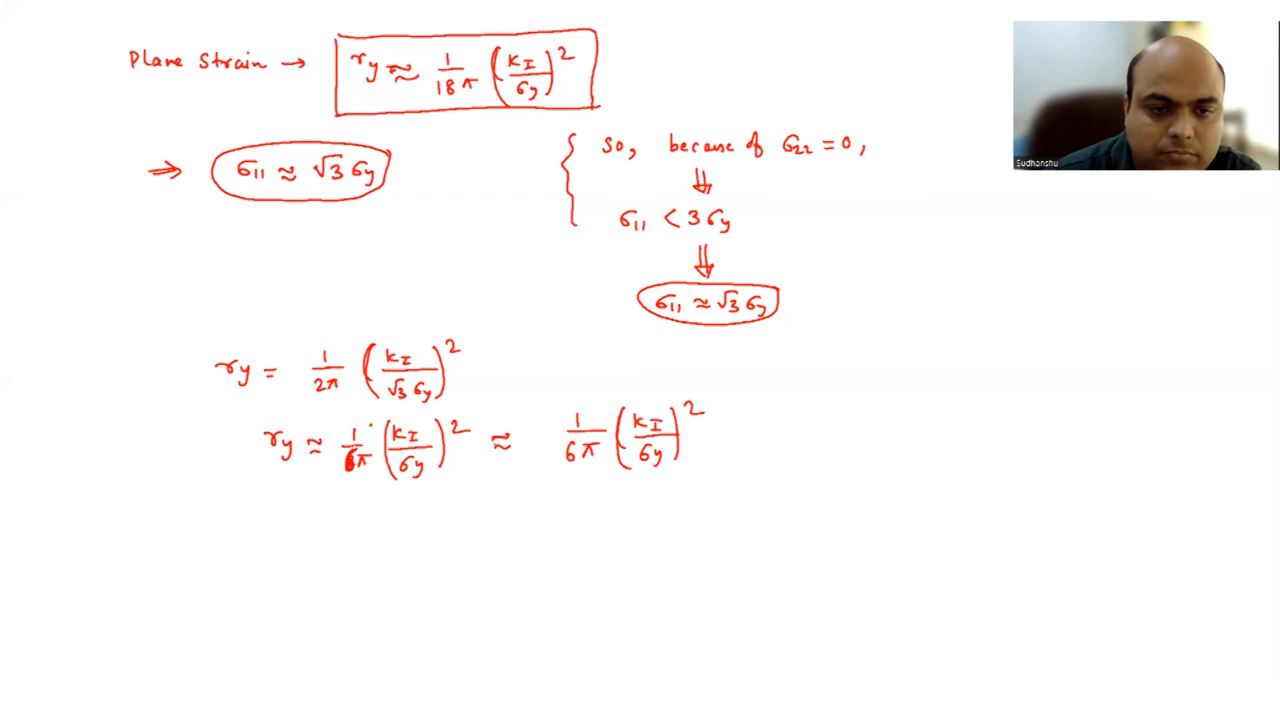 Plane Strain → ry ≈ 1/18π (KI/σy)^2
⇒ σ11 ≈ √3 σy
{ So, because of σ22 = 0,
⇓
σ11 < 3σy
⇓
σ11 ≈ √3 σy
ry = 1/2π (KI/√3 σy)^2
ry ≈ 1/6π (KI/σy)^2 ≈ 1/6π (KI/σy)^2
Sudhanshu